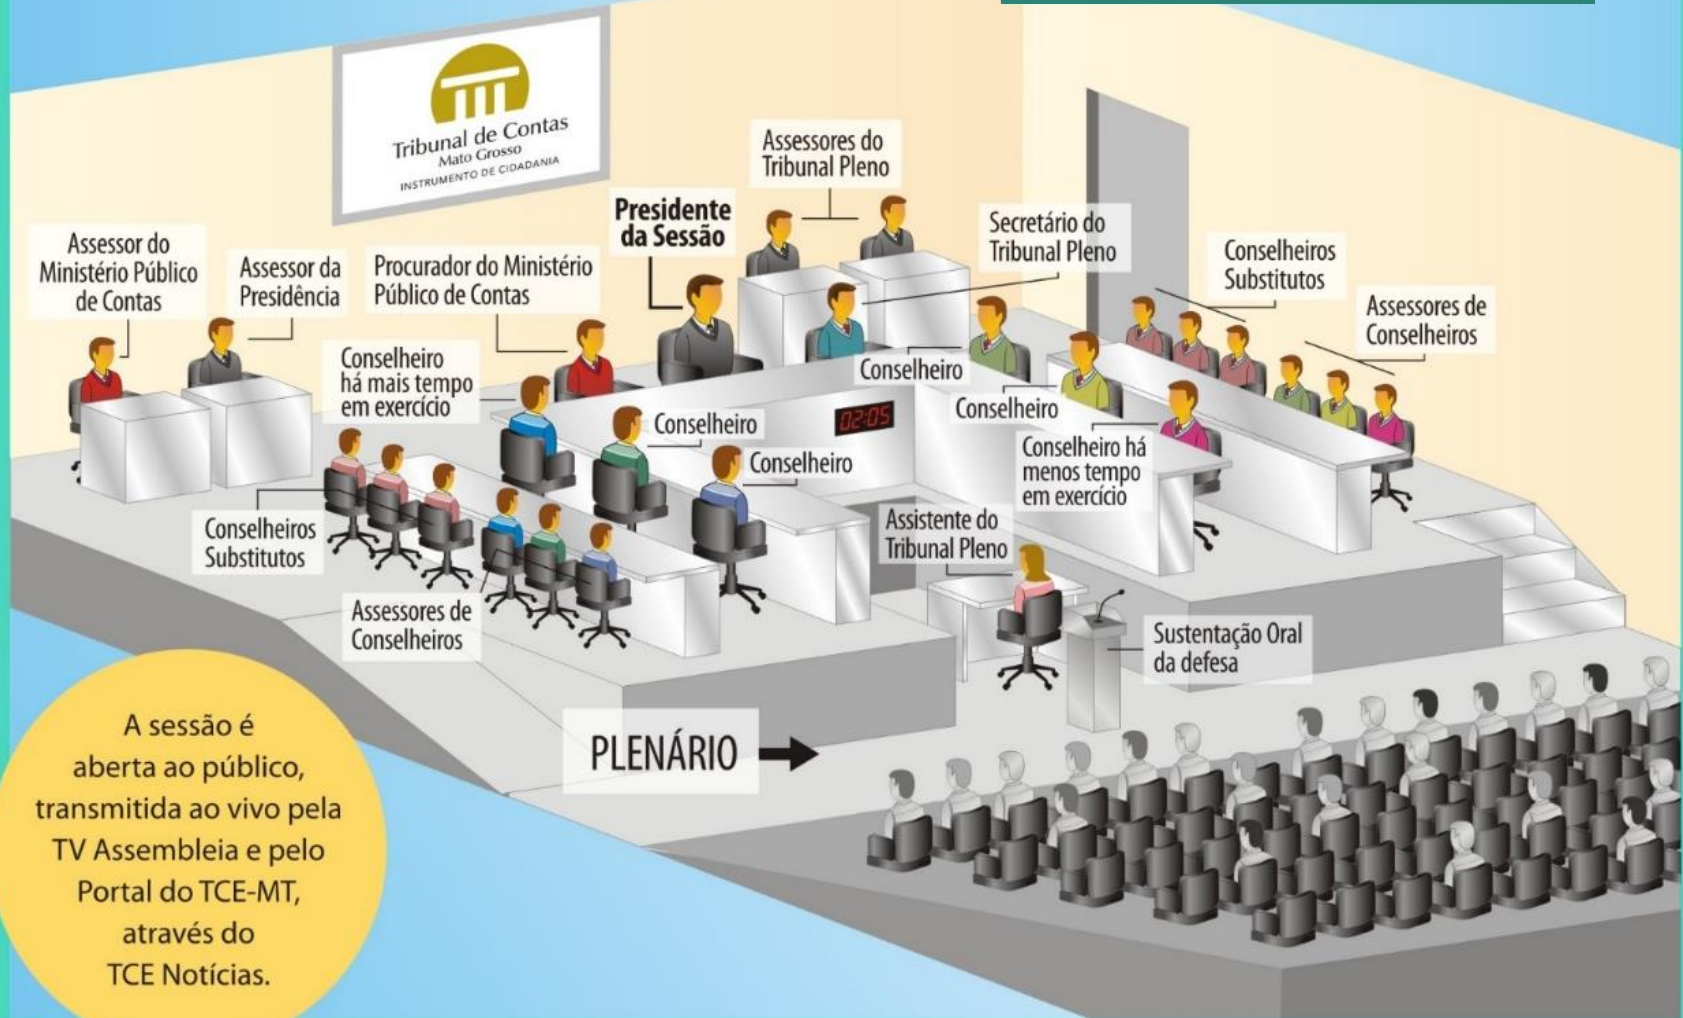 Tribunal de Contas
Mato Grosso
INSTRUMENTO DE CIDADANIA
Assessores do
Tribunal Pleno
Presidente
da Sessão
Secretário do
Tribunal Pleno
Assessor do
Ministério Público
de Contas
Assessor da
Presidência
Procurador do Ministério
Público de Contas
Conselheiros
Substitutos
Assessores de
Conselheiros
Conselheiro
há mais tempo
em exercício
Conselheiro
Conselheiro
Conselheiro
Conselheiro
02:05
Conselheiro há
menos tempo
em exercício
Conselheiros
Substitutos
Assistente do
Tribunal Pleno
Assessores de
Conselheiros
Sustentação Oral
da defesa
PLENÁRIO
A sessão é
aberta ao público,
transmitida ao vivo pela
TV Assembleia e pelo
Portal do TCE-MT,
através do
TCE Notícias.